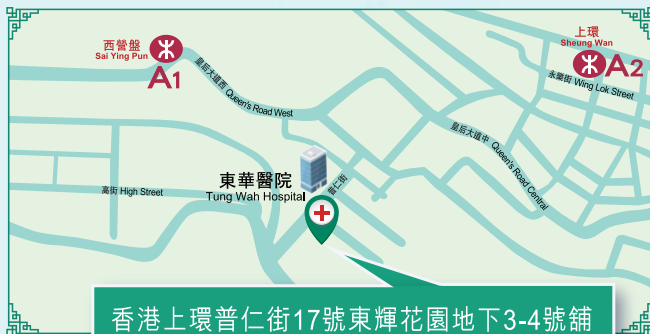 西營盤
Sai Ying Pun
A1
上環
Sheung Wan
A2
永樂街 Wing Lok Street
皇后大道西 Queen's Road West
皇后大道中 Queen's Road Central
東華醫院
Tung Wah Hospital
普仁街
高街 High Street
香港上環普仁街17號東輝花園地下3-4號舖